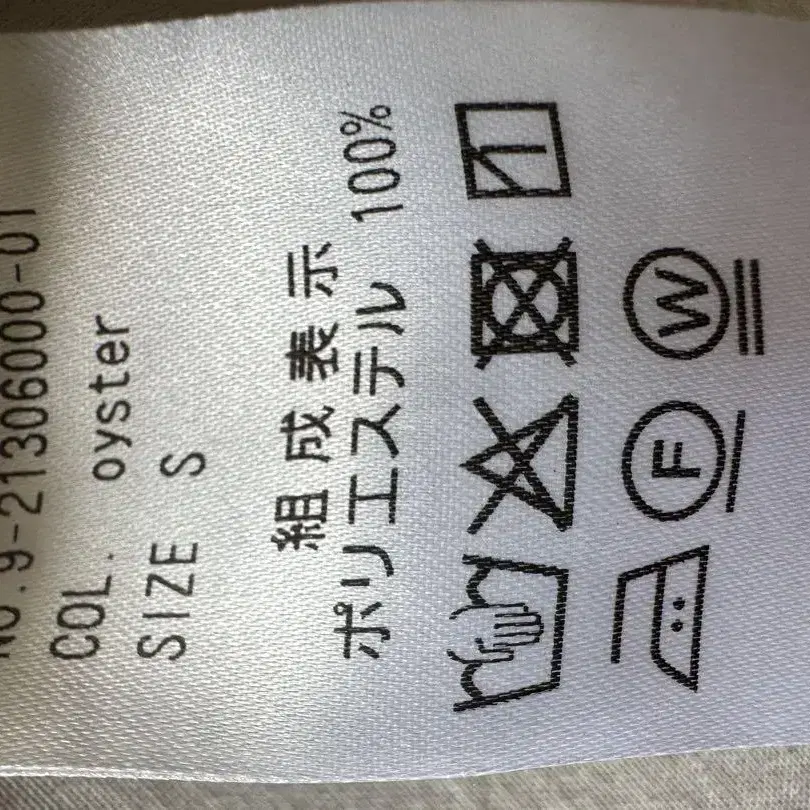 NO.9-21306000-01
COL. oyster
SIZE S
組成表示
ポリエステル 100%
F W